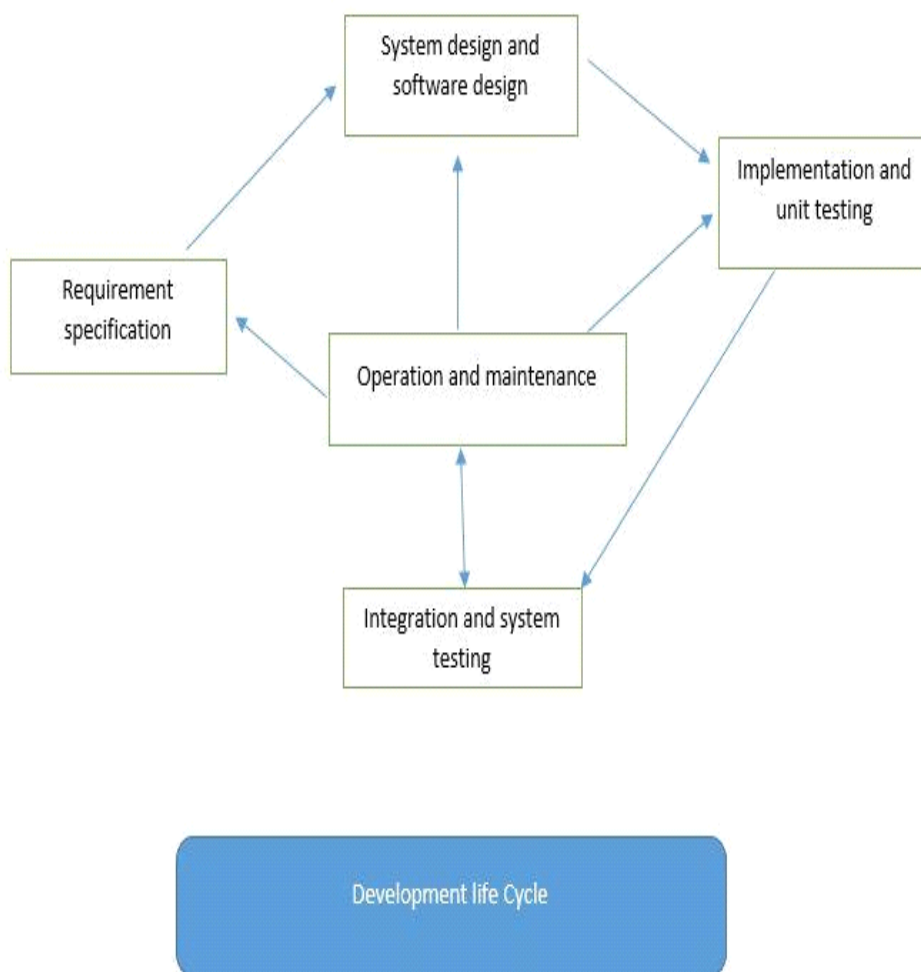 System design and
software design
Implementation and
unit testing
Requirement
specification
Operation and maintenance
Integration and system
testing
Development life Cycle